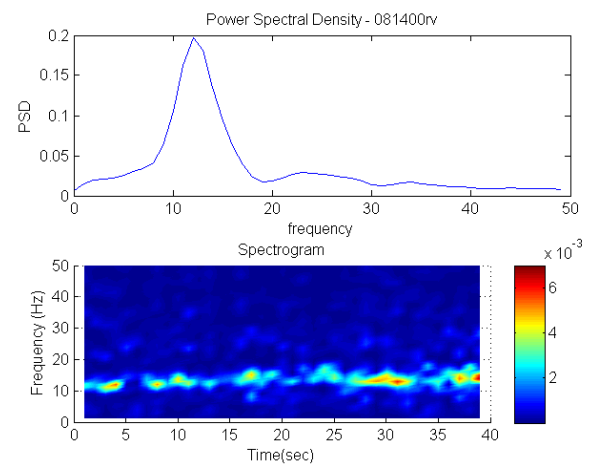 Power Spectral Density - 081400rv
0.2
0.15
0.1
0.05
0
PSD
0 10 20 30 40 50
frequency
Spectrogram
x 10-3
50
40
30
20
10
0
Frequency (Hz)
0 5 10 15 20 25 30 35 40
Time(sec)
6
4
2